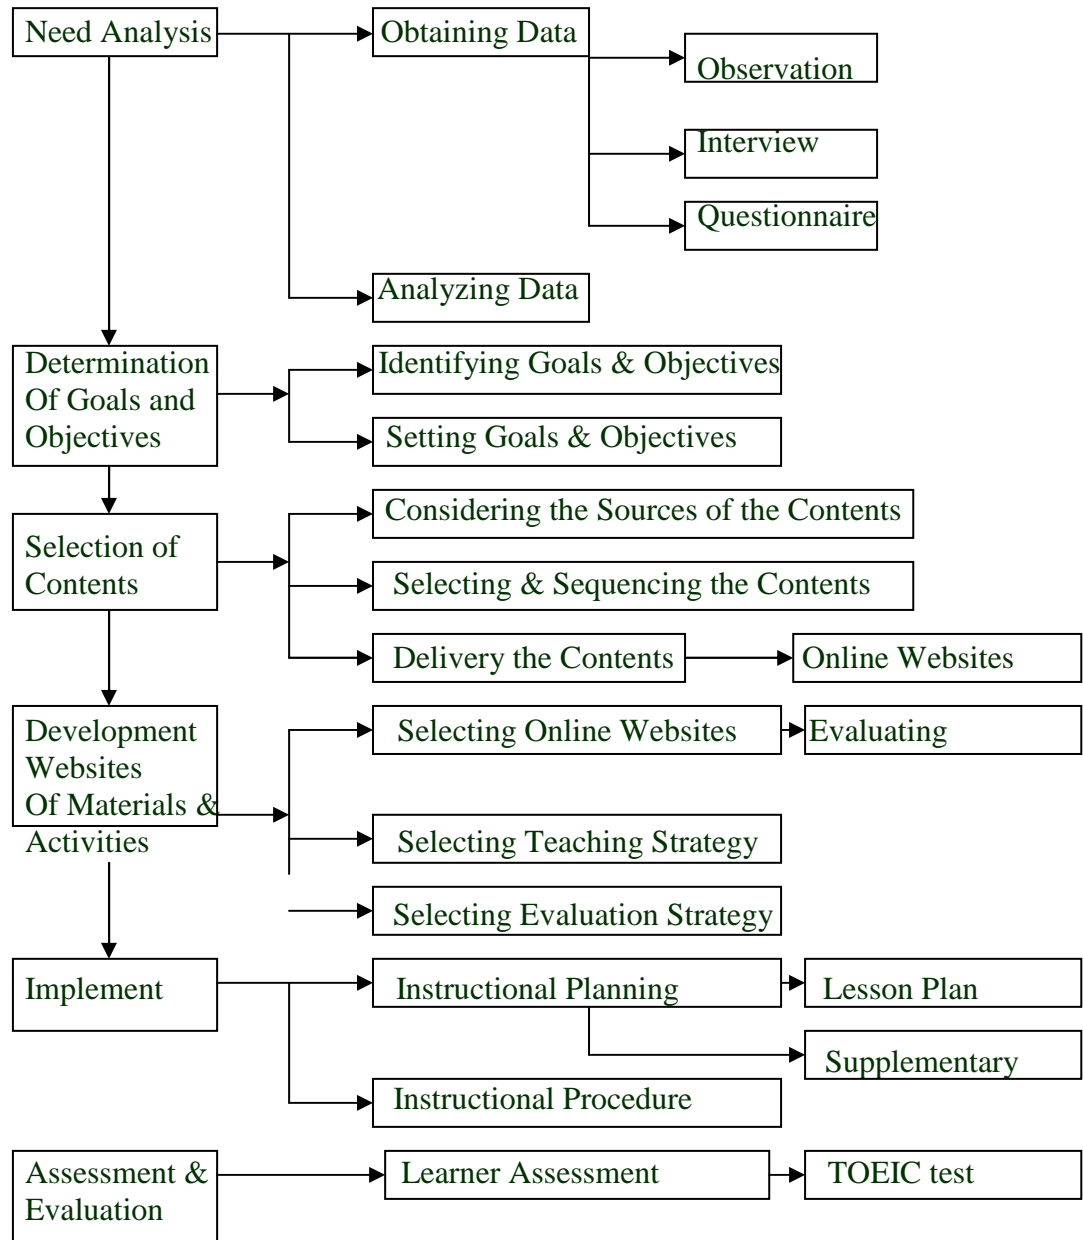 Need Analysis
Obtaining Data
Observation
Interview
Questionnaire
Analyzing Data
Determination
Of Goals and
Objectives
Identifying Goals & Objectives
Setting Goals & Objectives
Selection of
Contents
Considering the Sources of the Contents
Selecting & Sequencing the Contents
Delivery the Contents
Online Websites
Development
Websites
Of Materials &
Activities
Selecting Online Websites
Evaluating
Selecting Teaching Strategy
Selecting Evaluation Strategy
Implement
Instructional Planning
Lesson Plan
Supplementary
Instructional Procedure
Assessment &
Evaluation
Learner Assessment
TOEIC test